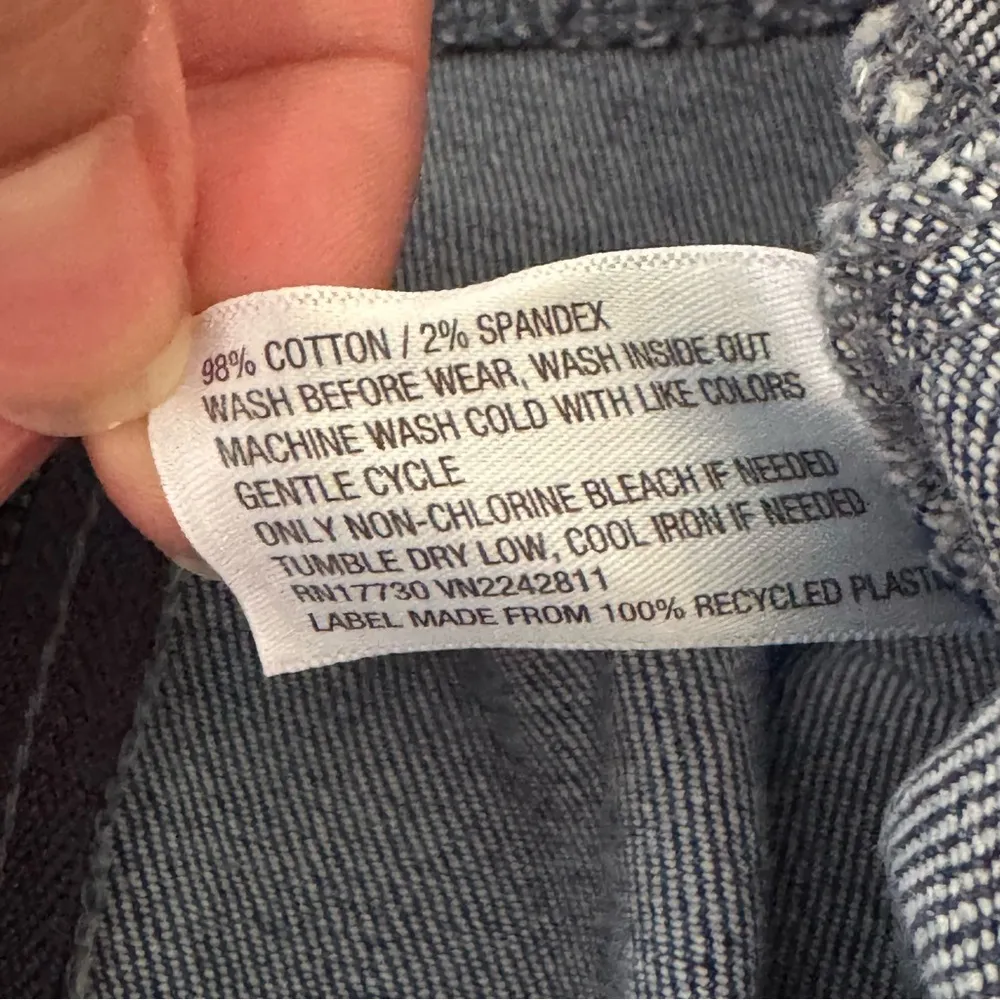 98% COTTON / 2% SPANDEX
WASH BEFORE WEAR, WASH INSIDE OUT
MACHINE WASH COLD WITH LIKE COLORS
GENTLE CYCLE
ONLY NON-CHLORINE BLEACH IF NEEDED
TUMBLE DRY LOW, COOL IRON IF NEEDED
RN17730 VN2242811
LABEL MADE FROM 100% RECYCLED